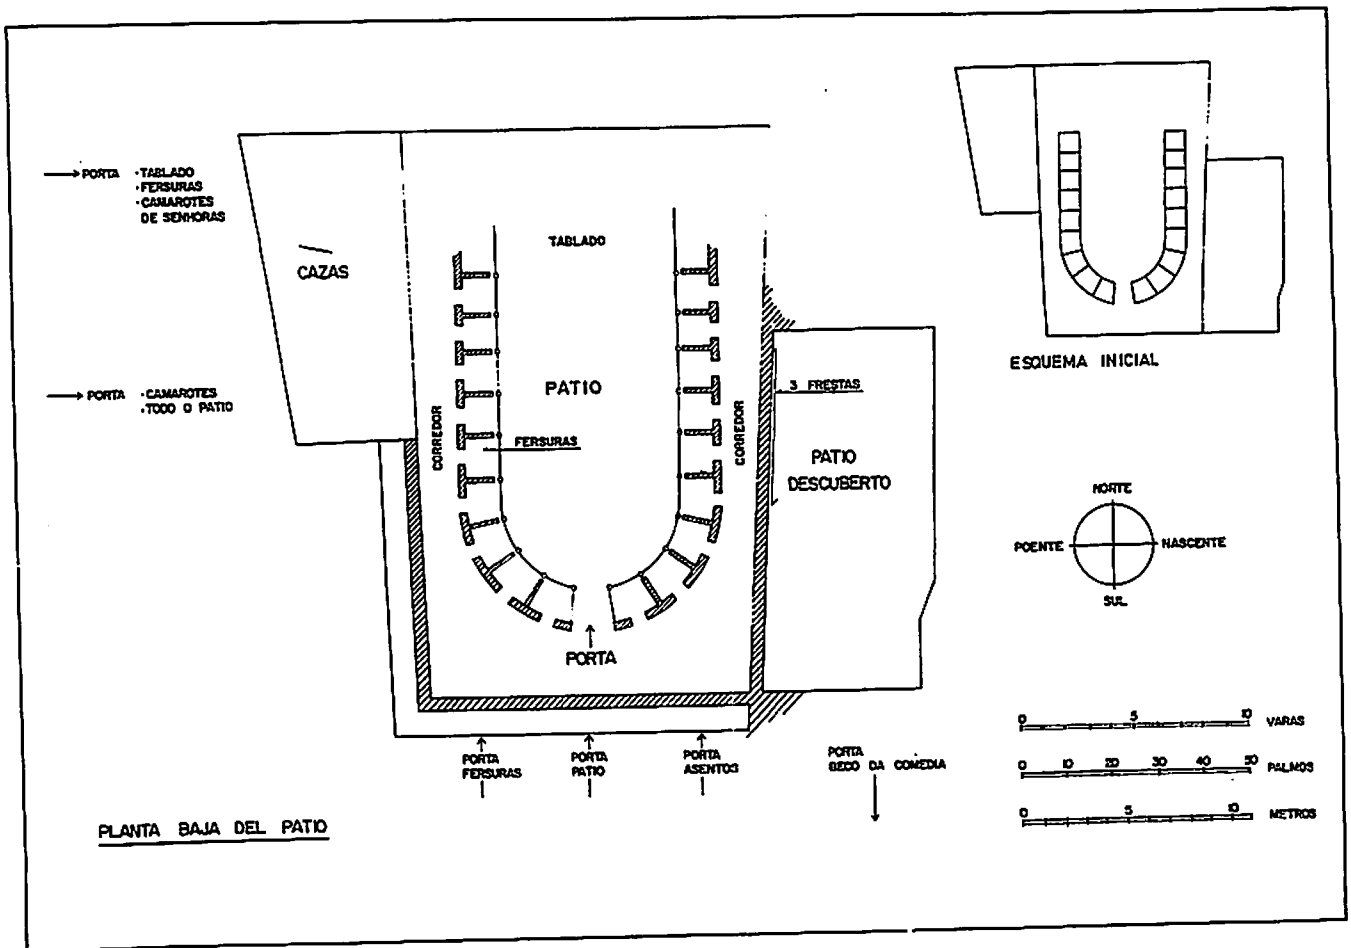 PORTA · TABLADO
· FERSURAS
· CAMAROTES
DE SENHORAS
CAZAS
TABLADO
PORTA · CAMAROTES
· TODO O PATIO
CORREDOR
PATIO
FERSURAS
CORREDOR
3 FRESTAS
PATIO
DESCUBERTO
PORTA
PORTA
FERSURAS
PORTA
PATIO
PORTA
ASENTOS
PORTA
BECO DA COMEDIA
PLANTA BAJA DEL PATIO
ESQUEMA INICIAL
NORTE
POENTE NASCENTE
SUL
0 5 10 VARAS
0 10 20 30 40 50 PALMOS
0 5 10 METROS